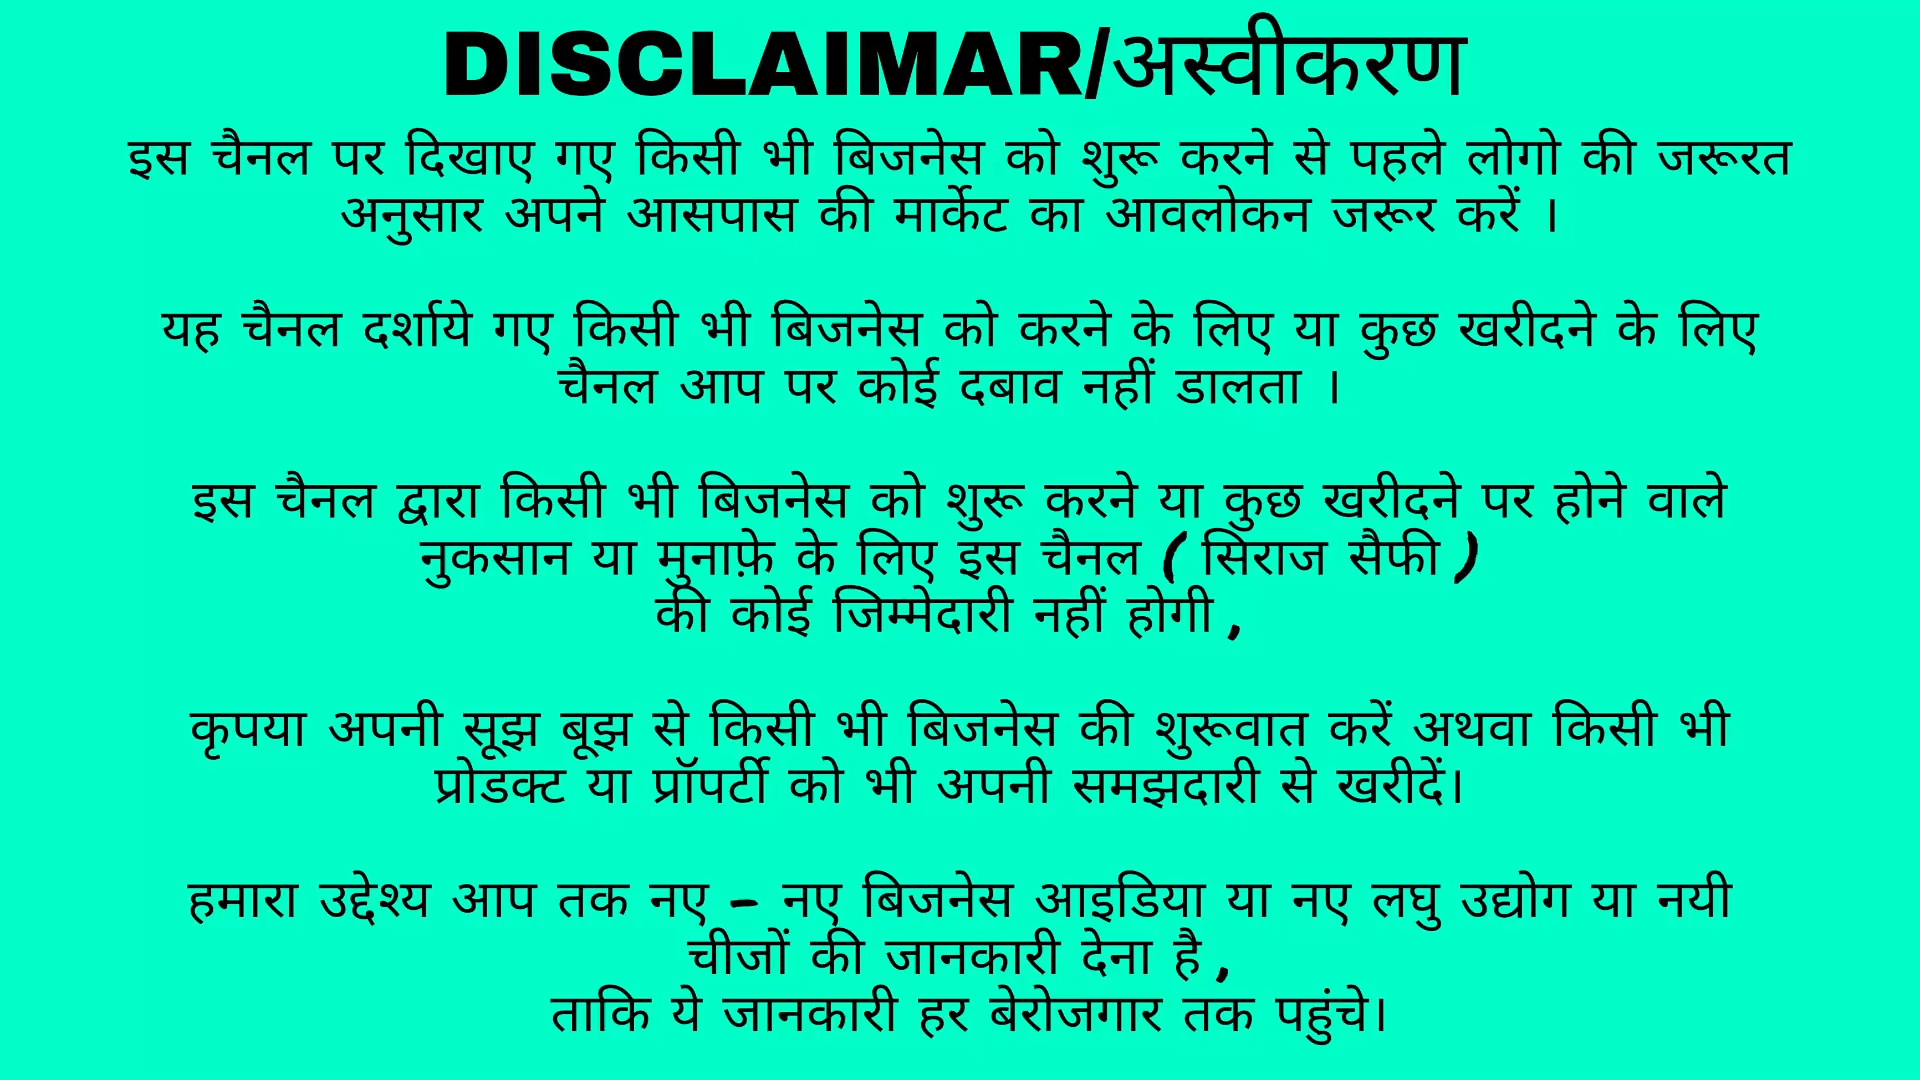 DISCLAIMAR/अस्वीकरण
इस चैनल पर दिखाए गए किसी भी बिजनेस को शुरू करने से पहले लोगो की जरूरत
अनुसार अपने आसपास की मार्केट का आवलोकन जरूर करें ।
यह चैनल दर्शाये गए किसी भी बिजनेस को करने के लिए या कुछ खरीदने के लिए
चैनल आप पर कोई दबाव नहीं डालता ।
इस चैनल द्वारा किसी भी बिजनेस को शुरू करने या कुछ खरीदने पर होने वाले
नुकसान या मुनाफ़े के लिए इस चैनल ( सिराज सैफी )
की कोई जिम्मेदारी नहीं होगी ,
कृपया अपनी सूझ बूझ से किसी भी बिजनेस की शुरूवात करें अथवा किसी भी
प्रोडक्ट या प्रॉपर्टी को भी अपनी समझदारी से खरीदें।
हमारा उद्देश्य आप तक नए - नए बिजनेस आइडिया या नए लघु उद्योग या नयी
चीजों की जानकारी देना है ,
ताकि ये जानकारी हर बेरोजगार तक पहुंचे।